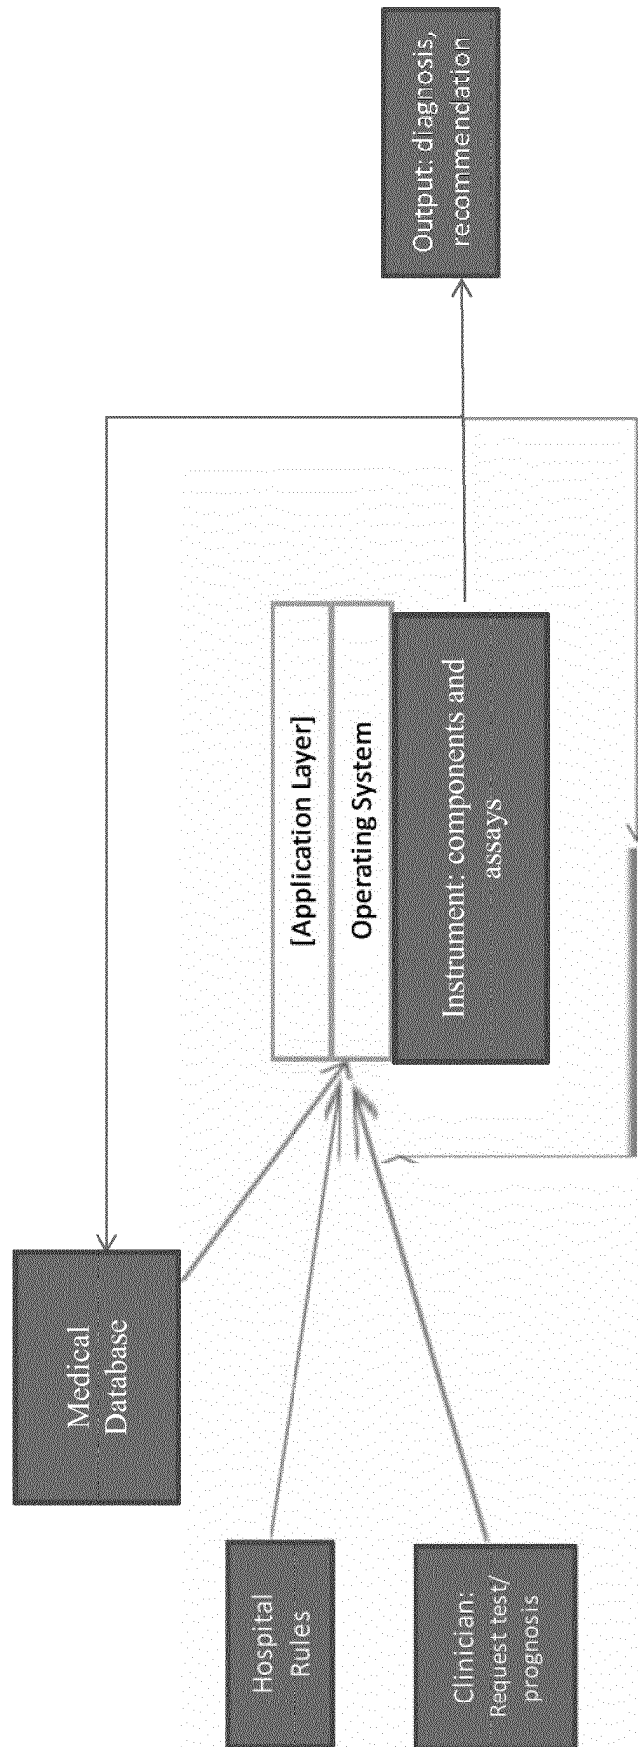 Medical
Database
Hospital
Rules
Clinician:
Request test/
prognosis
[Application Layer]
Operating System
Instrument: components and
assays
Output: diagnosis,
recommendation